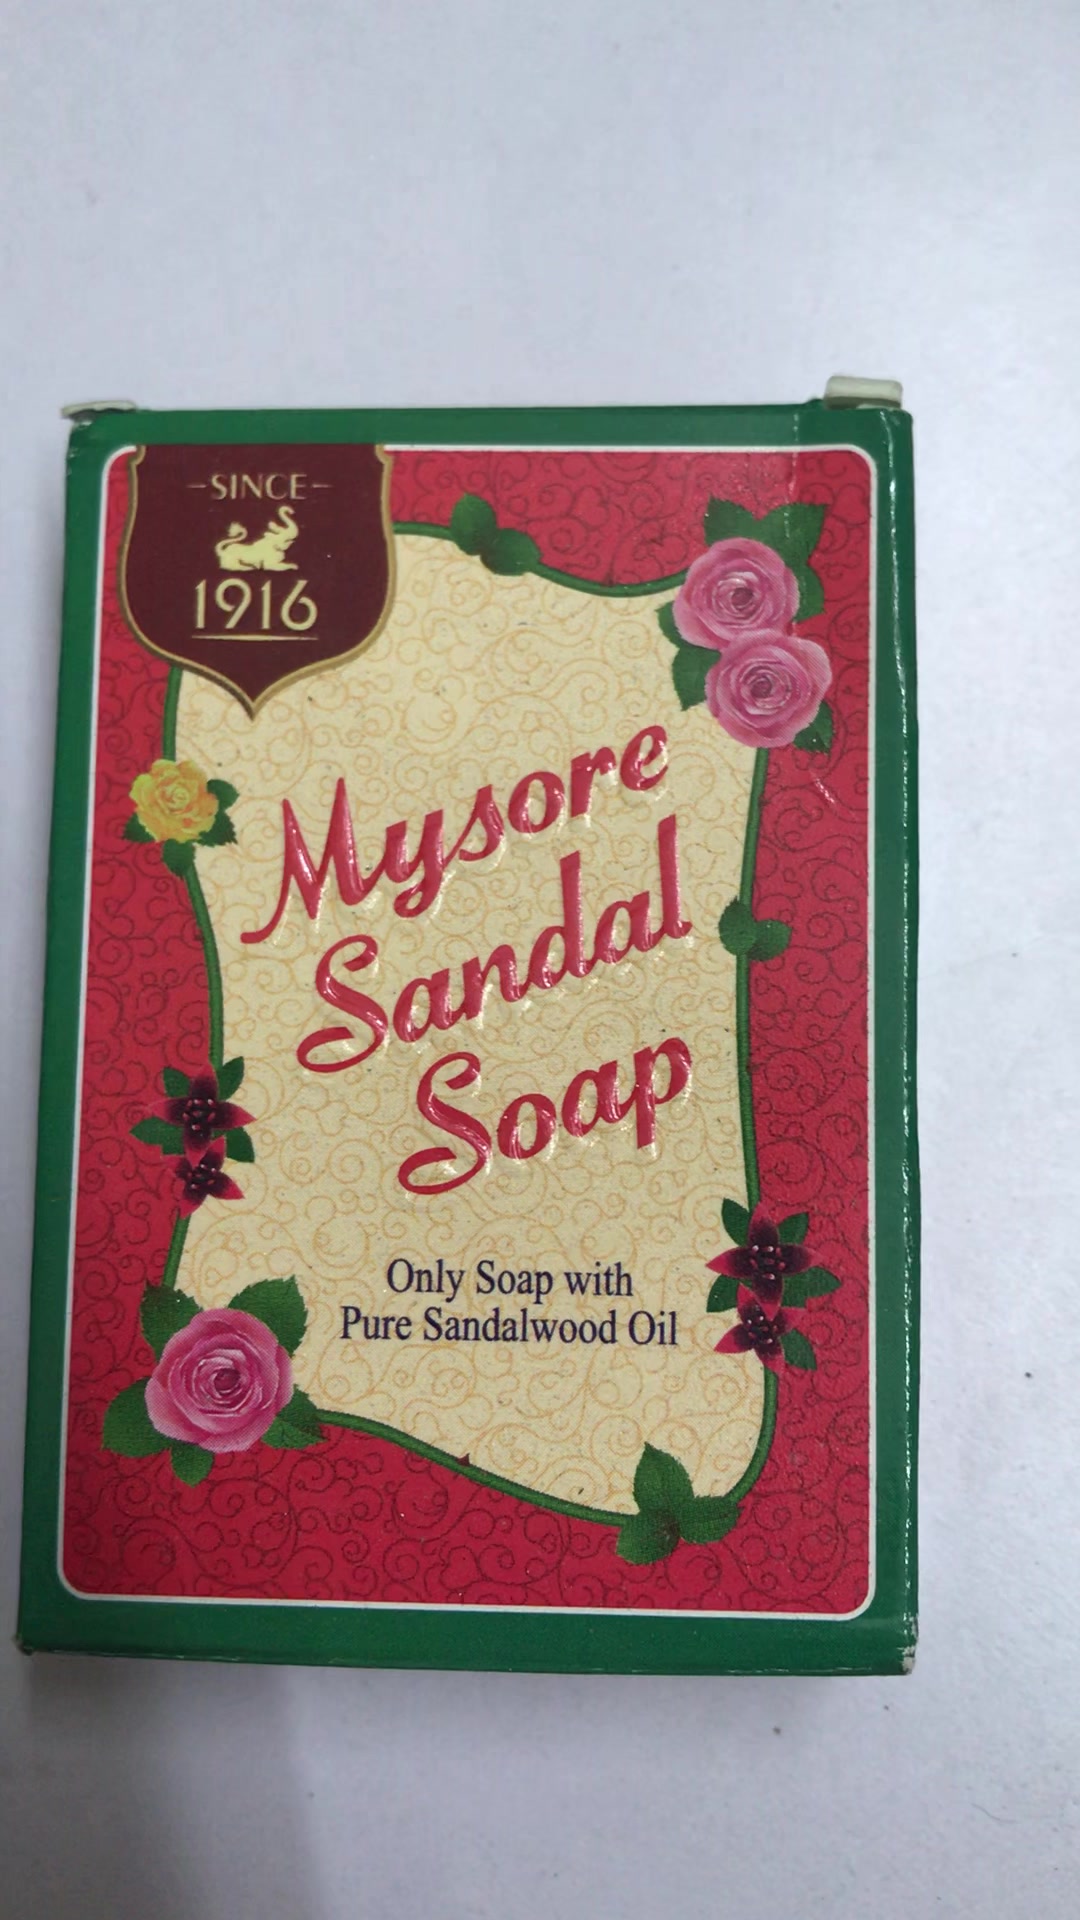 -SINCE-
1916
Mysore
Sandal
Soap
Only Soap with
Pure Sandalwood Oil